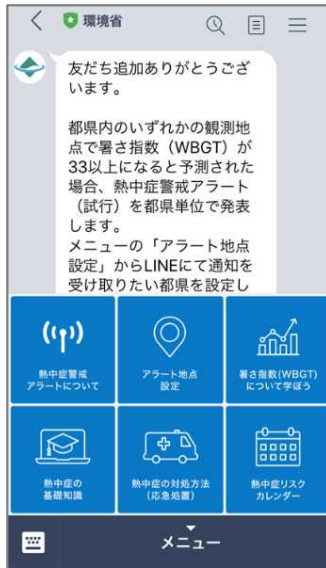 環境省
友だち追加ありがとうござ
います。
都県内のいずれかの観測地
点で暑さ指数（WBGT）が
33以上になると予測された
場合、熱中症警戒アラート
（試行）を都県単位で発表
します。
メニューの「アラート地点
設定」からLINEにて通知を
受け取りたい都県を設定し
熱中症警戒
アラートについて
アラート地点
設定
暑さ指数(WBGT)
について学ぼう
熱中症の
基礎知識
熱中症の対処方法
（応急処置）
熱中症リスク
カレンダー
メニュー